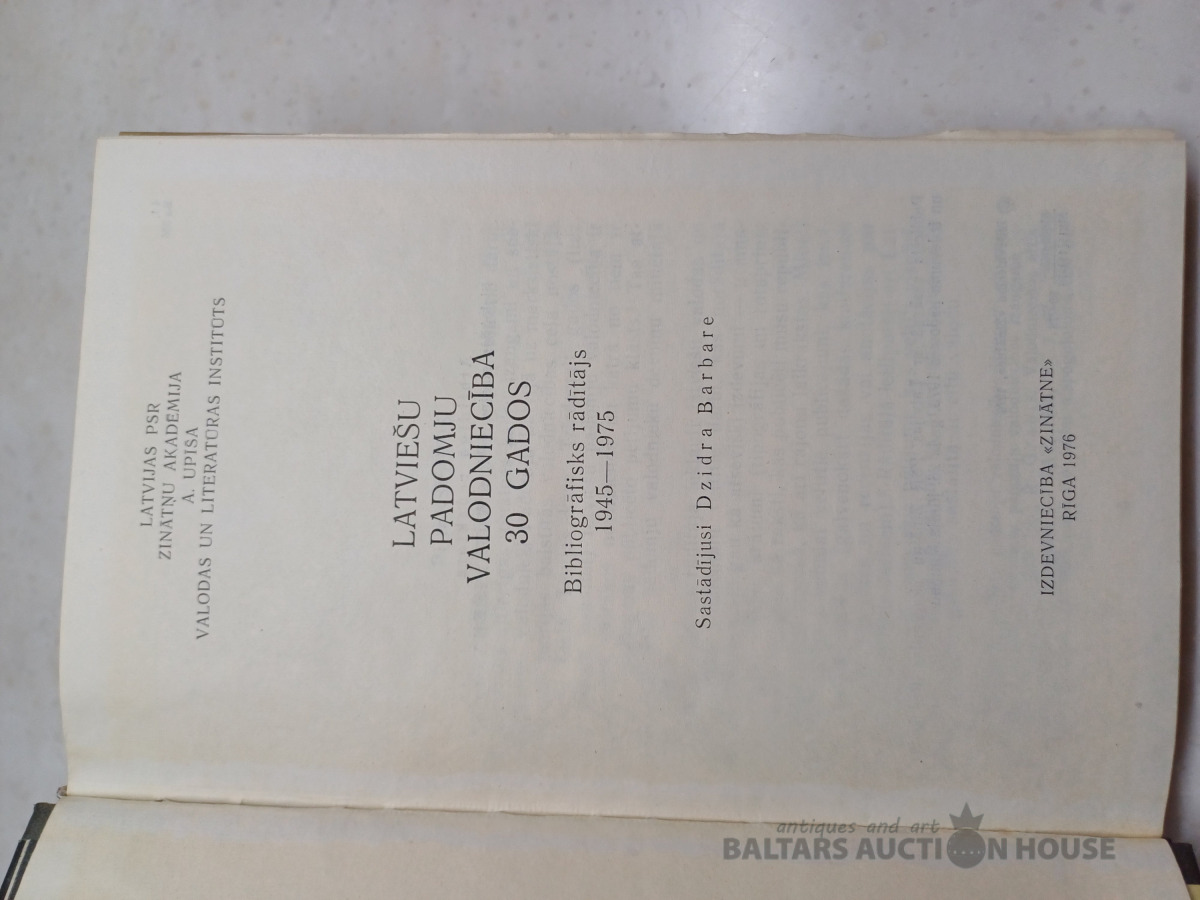 LATVIJAS PSR
ZINĀTŅU AKADĒMIJA
A. UPĪŠA
VALODAS UN LITERATŪRAS INSTITŪTS
LATVIEŠU
PADOMJU
VALODNIECĪBA
30 GADOS
Bibliogrāfisks rādītājs
1945—1975
Sastādījusi Dzidra Barbare
IZDEVNIECĪBA «ZINĀTNE»
RĪGA 1976
antiques and art
BALTARS AUCTION HOUSE